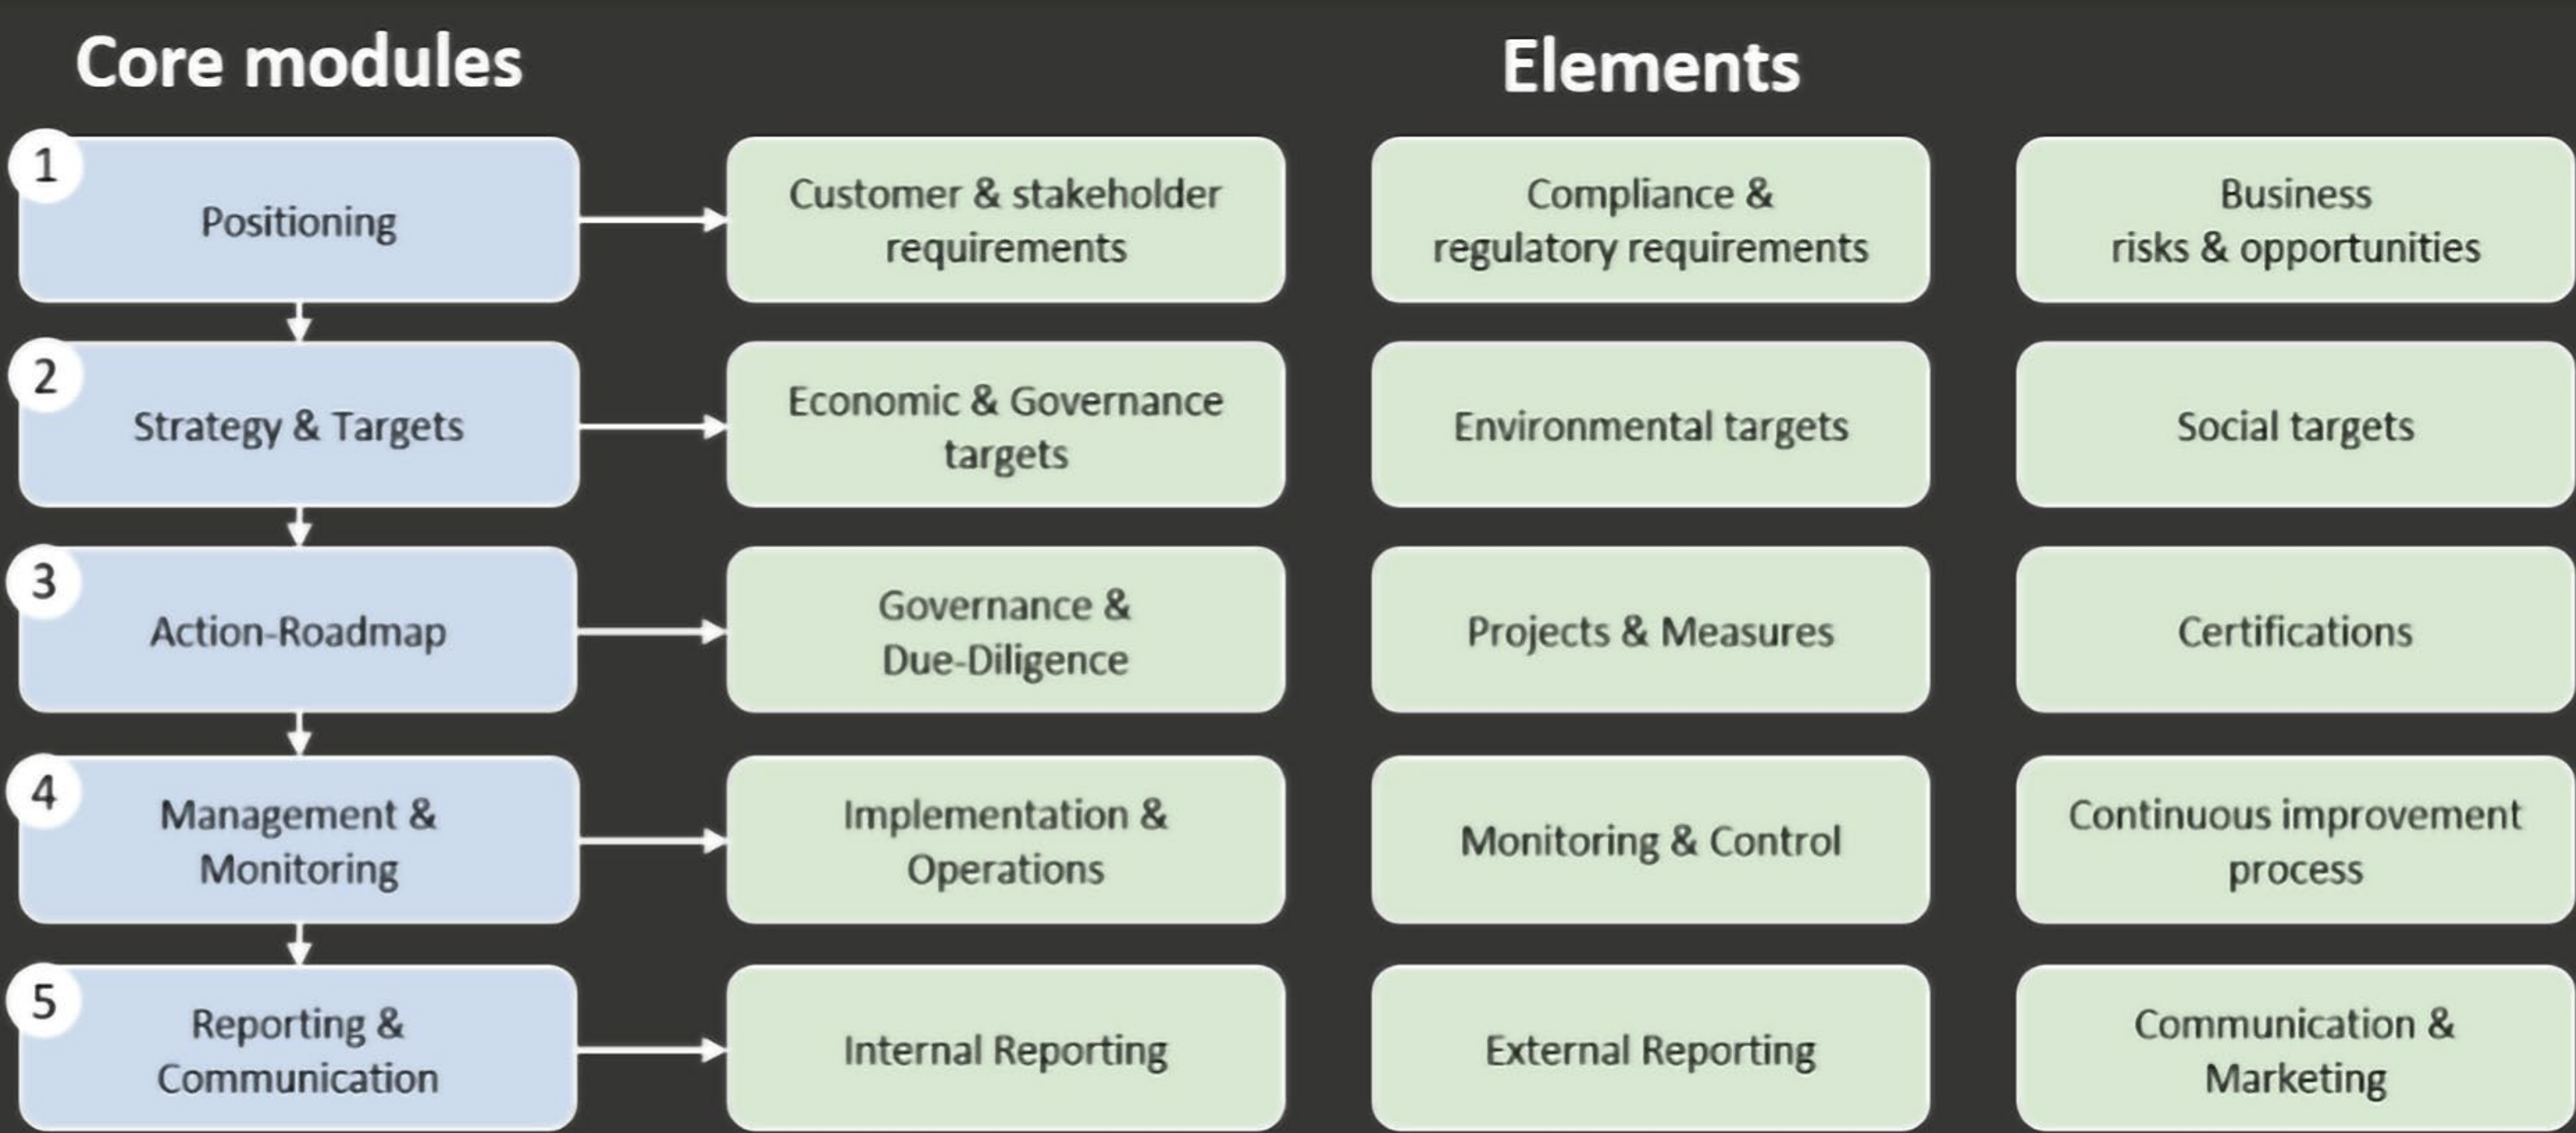 Core modules
Elements
1
Positioning
Customer & stakeholder
requirements
Compliance &
regulatory requirements
Business
risks & opportunities
2
Strategy & Targets
Economic & Governance
targets
Environmental targets
Social targets
3
Action-Roadmap
Governance &
Due-Diligence
Projects & Measures
Certifications
4
Management &
Monitoring
Implementation &
Operations
Monitoring & Control
Continuous improvement
process
5
Reporting &
Communication
Internal Reporting
External Reporting
Communication &
Marketing